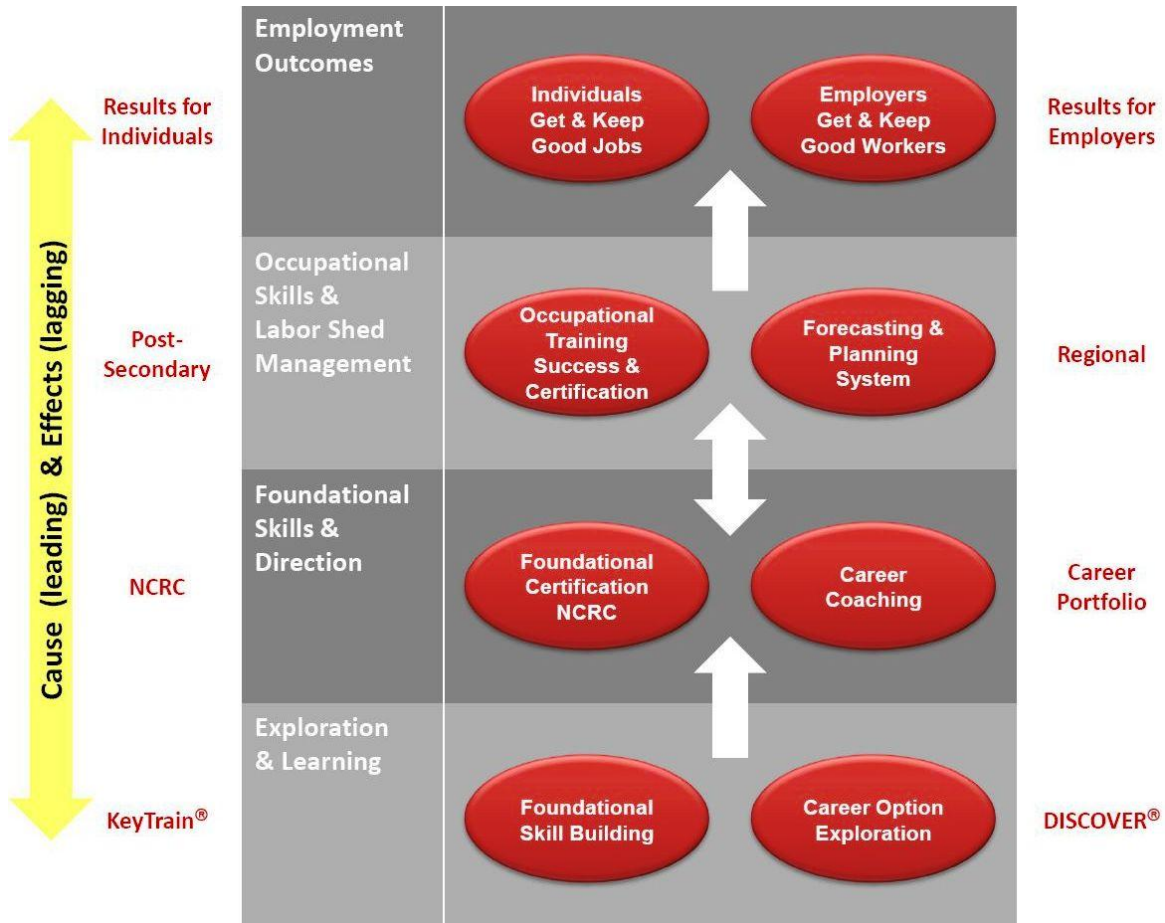 Employment
Outcomes
Results for
Individuals
Individuals
Get & Keep
Good Jobs
Employers
Get & Keep
Good Workers
Results for
Employers
Cause (leading) & Effects (lagging)
Occupational
Skills &
Labor Shed
Management
Post-
Secondary
Occupational
Training
Success &
Certification
Forecasting &
Planning
System
Regional
Foundational
Skills &
Direction
NCRC
Foundational
Certification
NCRC
Career
Coaching
Career
Portfolio
Exploration
& Learning
KeyTrain®
Foundational
Skill Building
Career Option
Exploration
DISCOVER®